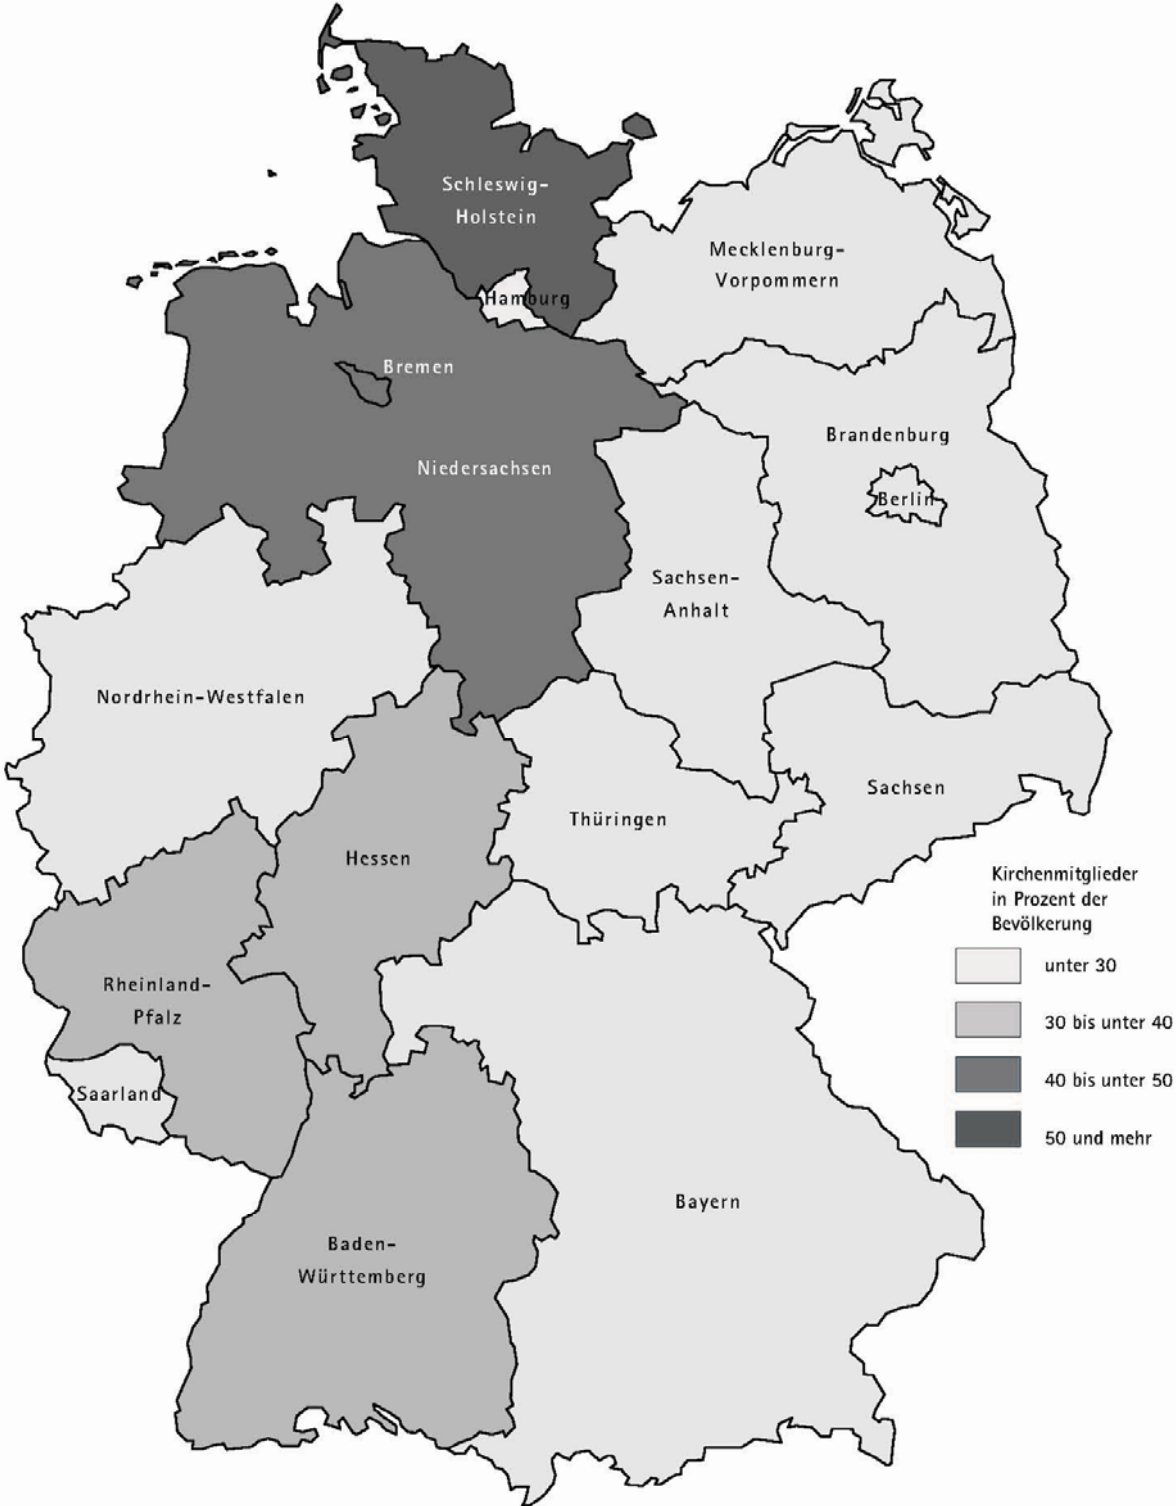 Schleswig-
Holstein
Mecklenburg-
Vorpommern
Hamburg
Bremen
Brandenburg
Niedersachsen
Berlin
Sachsen-
Anhalt
Nordrhein-Westfalen
Sachsen
Thüringen
Hessen
Rheinland-
Pfalz
Saarland
Bayern
Baden-
Württemberg
Kirchenmitglieder
in Prozent der
Bevölkerung
unter 30
30 bis unter 40
40 bis unter 50
50 und mehr